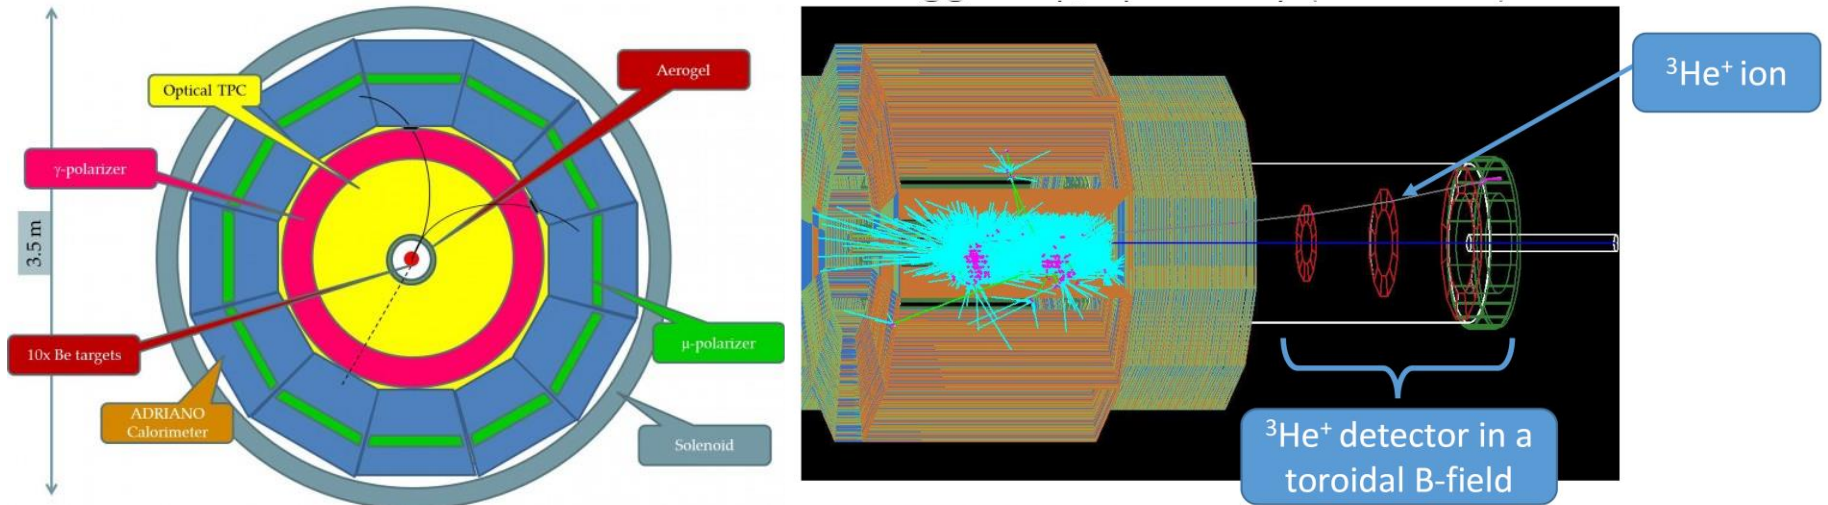 Optical TPC
Aerogel
γ-polarizer
3.5 m
10x Be targets
μ-polarizer
ADRIANO
Calorimeter
Solenoid
³He⁺ ion
³He⁺ detector in a
toroidal B-field